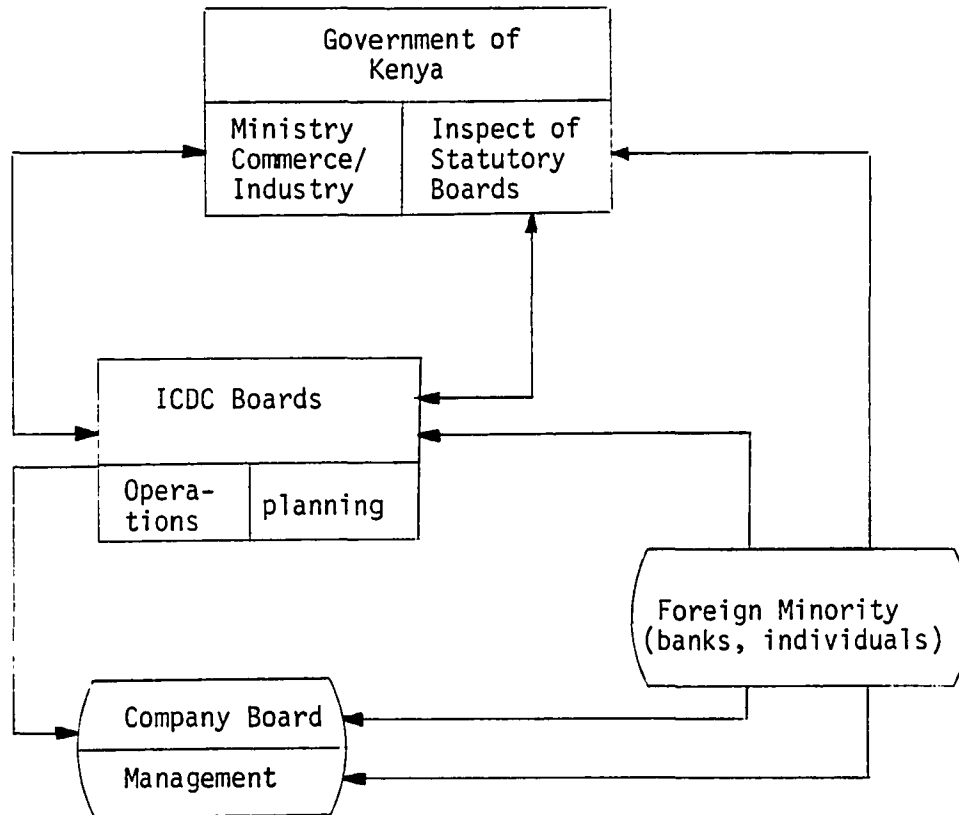 Government of
Kenya
Ministry
Commerce/
Industry
Inspect of
Statutory
Boards
ICDC Boards
Opera-
tions
planning
Foreign Minority
(banks, individuals)
Company Board
Management